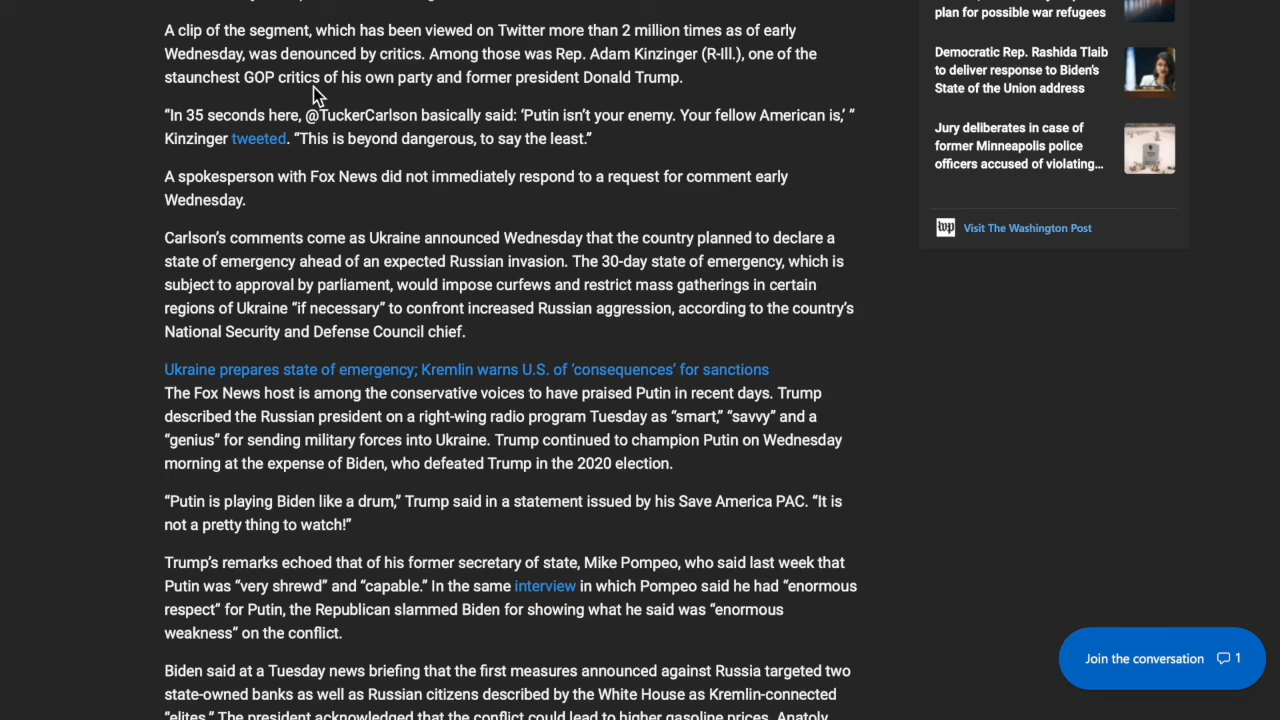 A clip of the segment, which has been viewed on Twitter more than 2 million times as of early
Wednesday, was denounced by critics. Among those was Rep. Adam Kinzinger (R-Ill.), one of the
staunchest GOP critics of his own party and former president Donald Trump.
“In 35 seconds here, @TuckerCarlson basically said: ‘Putin isn’t your enemy. Your fellow American is,’ ”
Kinzinger tweeted. “This is beyond dangerous, to say the least.”
A spokesperson with Fox News did not immediately respond to a request for comment early
Wednesday.
Carlson’s comments come as Ukraine announced Wednesday that the country planned to declare a
state of emergency ahead of an expected Russian invasion. The 30-day state of emergency, which is
subject to approval by parliament, would impose curfews and restrict mass gatherings in certain
regions of Ukraine “if necessary” to confront increased Russian aggression, according to the country’s
National Security and Defense Council chief.
Ukraine prepares state of emergency; Kremlin warns U.S. of ‘consequences’ for sanctions
The Fox News host is among the conservative voices to have praised Putin in recent days. Trump
described the Russian president on a right-wing radio program Tuesday as “smart,” “savvy” and a
“genius” for sending military forces into Ukraine. Trump continued to champion Putin on Wednesday
morning at the expense of Biden, who defeated Trump in the 2020 election.
“Putin is playing Biden like a drum,” Trump said in a statement issued by his Save America PAC. “It is
not a pretty thing to watch!”
Trump’s remarks echoed that of his former secretary of state, Mike Pompeo, who said last week that
Putin was “very shrewd” and “capable.” In the same interview in which Pompeo said he had “enormous
respect” for Putin, the Republican slammed Biden for showing what he said was “enormous
weakness” on the conflict.
Biden said at a Tuesday news briefing that the first measures announced against Russia targeted two
state-owned banks as well as Russian citizens described by the White House as Kremlin-connected
“elites.” The president acknowledged that the conflict could lead to higher gasoline prices. Anatoly
plan for possible war refugees
Democratic Rep. Rashida Tlaib
to deliver response to Biden’s
State of the Union address
Jury deliberates in case of
former Minneapolis police
officers accused of violating...
wp Visit The Washington Post
Join the conversation 1